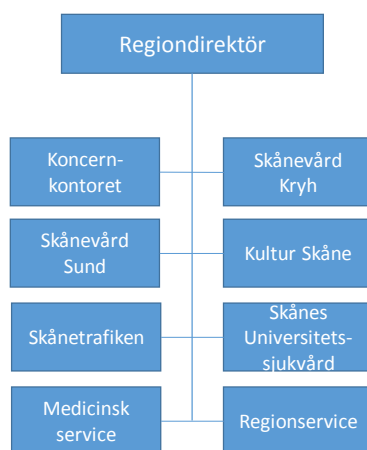 Regiondirektör
Koncern-
kontoret
Skånevård
Kryh
Skånevård
Sund
Kultur Skåne
Skånetrafiken
Skånes
Universitets-
sjukvård
Medicinsk
service
Regionservice